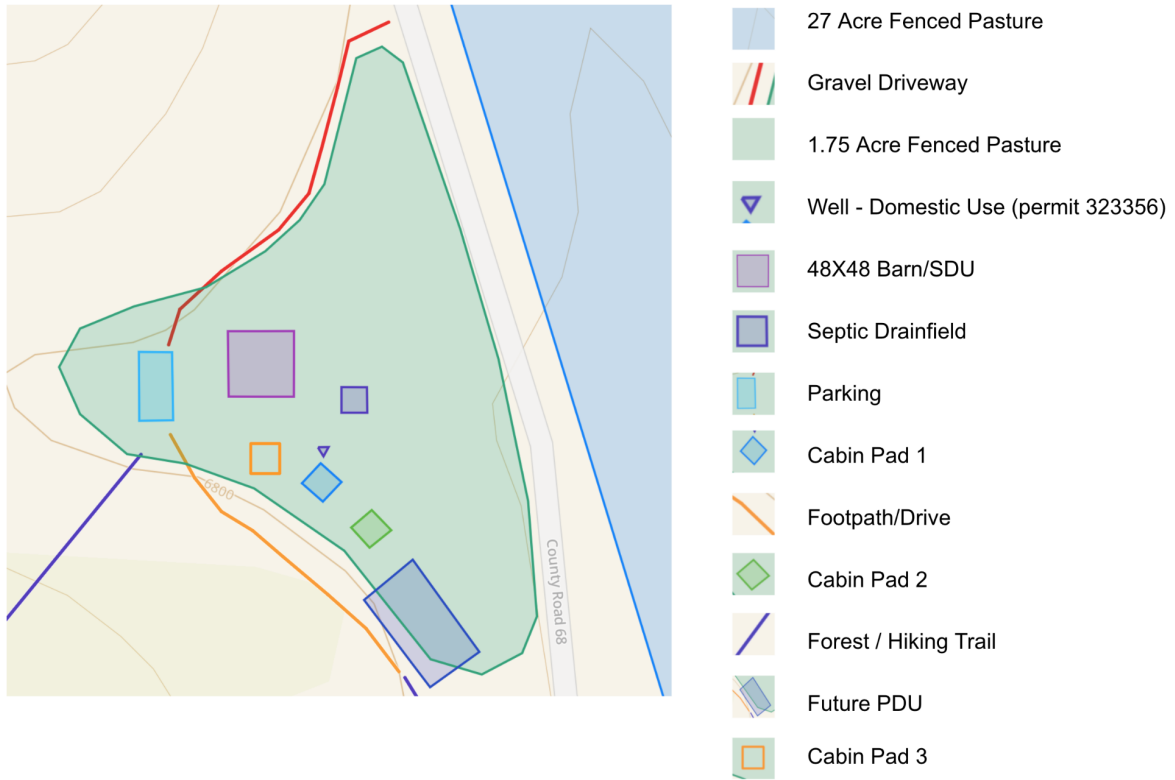 27 Acre Fenced Pasture
Gravel Driveway
1.75 Acre Fenced Pasture
Well - Domestic Use (permit 323356)
48X48 Barn/SDU
Septic Drainfield
Parking
Cabin Pad 1
Footpath/Drive
Cabin Pad 2
Forest / Hiking Trail
Future PDU
Cabin Pad 3
6800
County Road 68